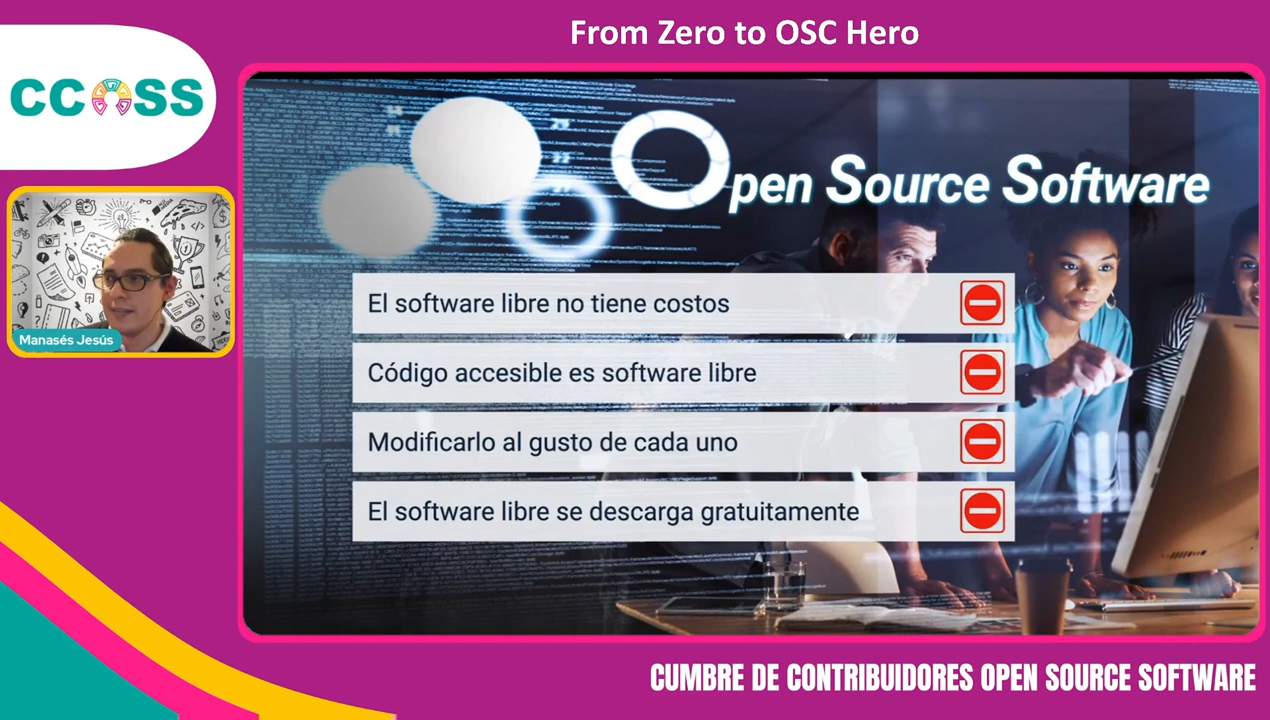 From Zero to OSC Hero
CCOSS
Manasés Jesús
Open Source Software
El software libre no tiene costos
Código accesible es software libre
Modificarlo al gusto de cada uno
El software libre se descarga gratuitamente
CUMBRE DE CONTRIBUIDORES OPEN SOURCE SOFTWARE